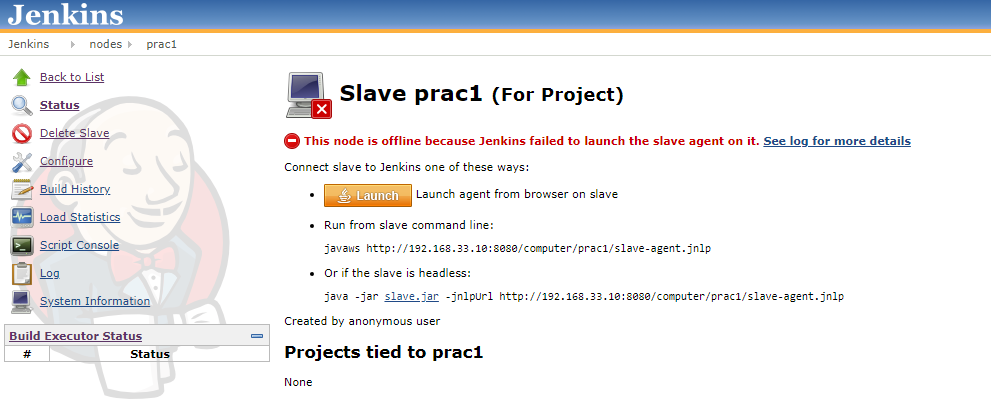 Jenkins
Jenkins nodes prac1
Back to List
Status
Delete Slave
Configure
Build History
Load Statistics
Script Console
Log
System Information
Build Executor Status
# Status
Slave prac1 (For Project)
This node is offline because Jenkins failed to launch the slave agent on it. See log for more details
Connect slave to Jenkins one of these ways:
Launch Launch agent from browser on slave
Run from slave command line:
javaws http://192.168.33.10:8080/computer/prac1/slave-agent.jnlp
Or if the slave is headless:
java -jar slave.jar -jnlpUrl http://192.168.33.10:8080/computer/prac1/slave-agent.jnlp
Created by anonymous user
Projects tied to prac1
None